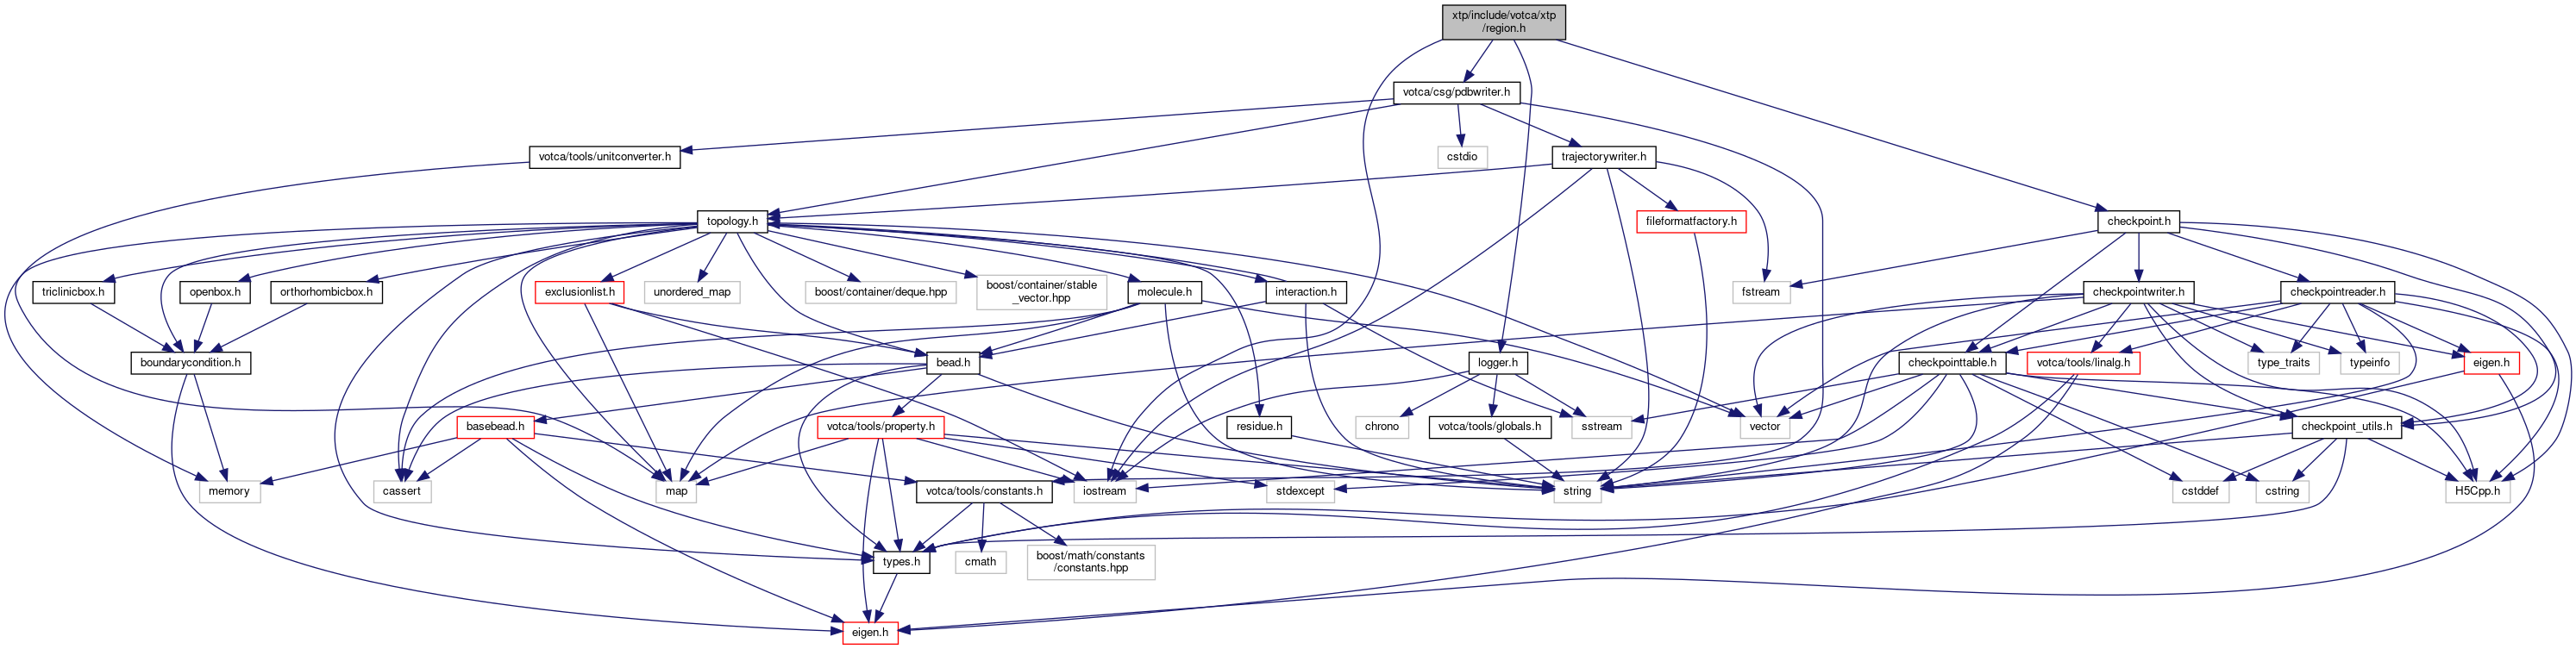 xtp/include/votca/xtp
/region.h
votca/csg/pdbwriter.h
votca/tools/unitconverter.h
cstdio
trajectorywriter.h
topology.h
fileformatfactory.h
checkpoint.h
triclinicbox.h
openbox.h
orthorhombicbox.h
exclusionlist.h
unordered_map
boost/container/deque.hpp
boost/container/stable
_vector.hpp
molecule.h
interaction.h
fstream
checkpointwriter.h
checkpointreader.h
boundarycondition.h
bead.h
logger.h
checkpointtable.h
votca/tools/linalg.h
type_traits
typeinfo
eigen.h
basebead.h
votca/tools/property.h
residue.h
chrono
votca/tools/globals.h
sstream
vector
checkpoint_utils.h
memory
cassert
map
votca/tools/constants.h
iostream
stdexcept
string
cstddef
cstring
H5Cpp.h
types.h
cmath
boost/math/constants
/constants.hpp
eigen.h